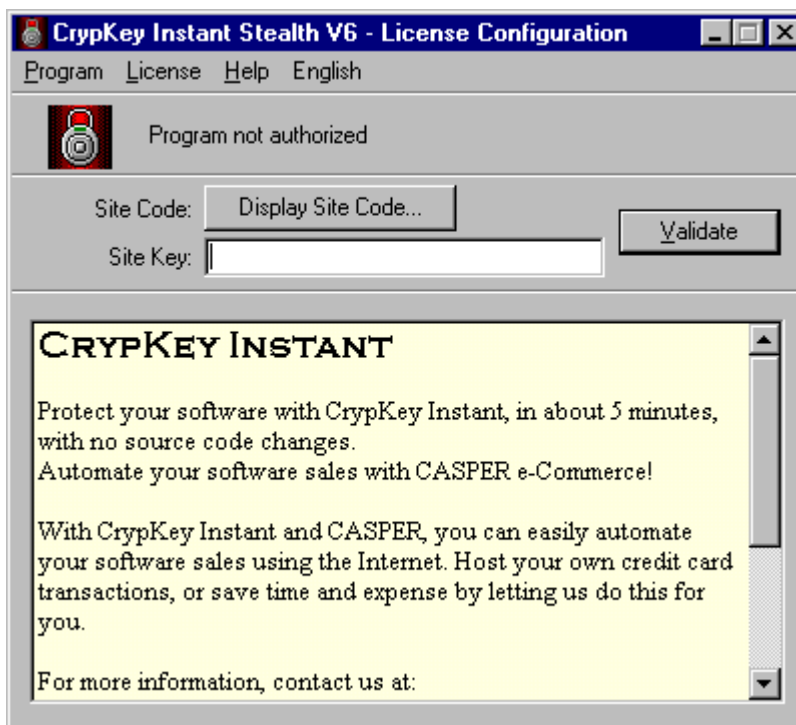 CrypKey Instant Stealth V6 - License Configuration
Program License Help English
Program not authorized
Site Code: Display Site Code...
Validate
Site Key:
CRYPKEY INSTANT
Protect your software with CrypKey Instant, in about 5 minutes,
with no source code changes.
Automate your software sales with CASPER e-Commerce!
With CrypKey Instant and CASPER, you can easily automate
your software sales using the Internet. Host your own credit card
transactions, or save time and expense by letting us do this for
you.
For more information, contact us at: